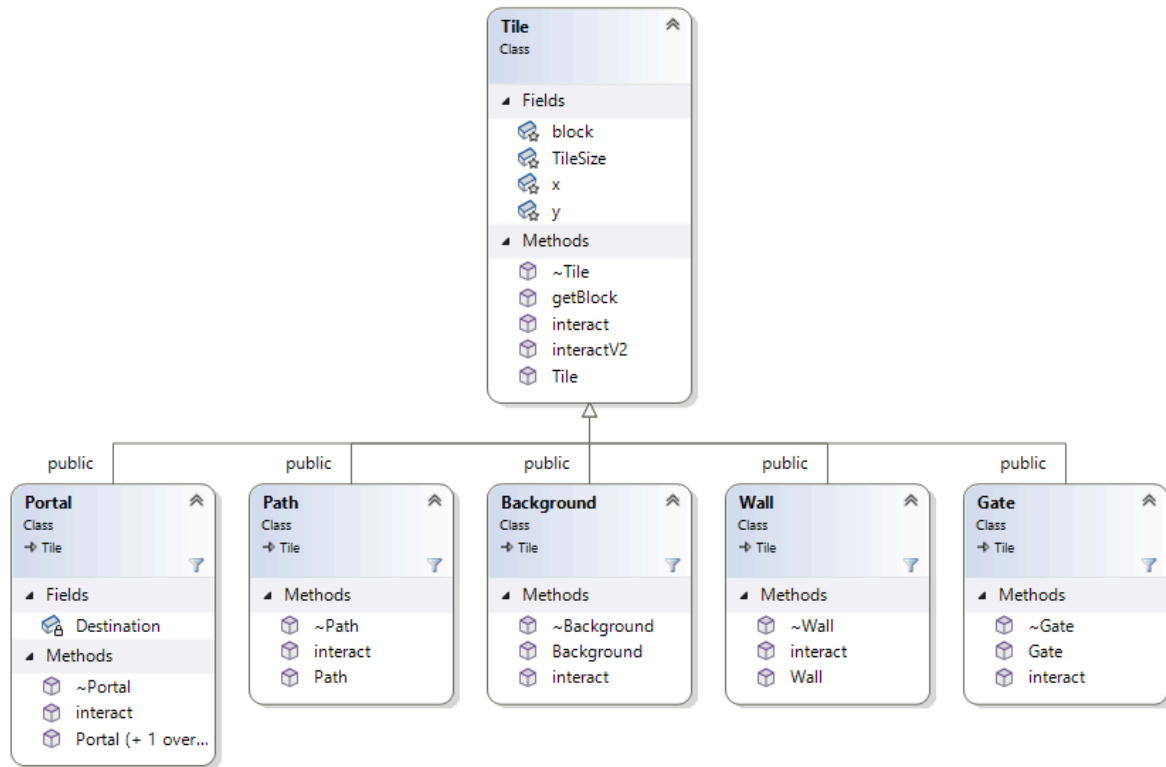 Tile
Class
Fields
block
TileSize
x
y
Methods
~Tile
getBlock
interact
interactV2
Tile
public
public
public
public
public
Portal
Class
Tile
Fields
Destination
Methods
~Portal
interact
Portal (+ 1 over...
Path
Class
Tile
Methods
~Path
interact
Path
Background
Class
Tile
Methods
~Background
Background
interact
Wall
Class
Tile
Methods
~Wall
interact
Wall
Gate
Class
Tile
Methods
~Gate
Gate
interact